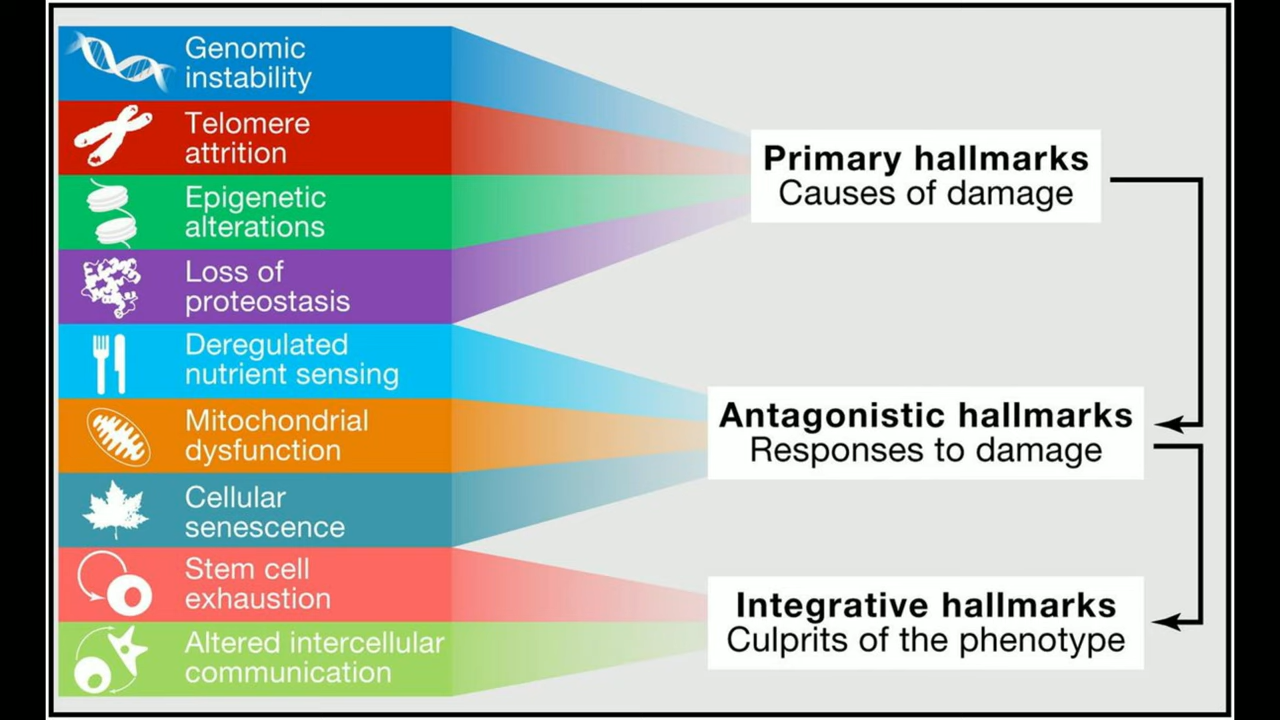 Genomic
instability
Telomere
attrition
Epigenetic
alterations
Loss of
proteostasis
Deregulated
nutrient sensing
Mitochondrial
dysfunction
Cellular
senescence
Stem cell
exhaustion
Altered intercellular
communication
Primary hallmarks
Causes of damage
Antagonistic hallmarks
Responses to damage
Integrative hallmarks
Culprits of the phenotype